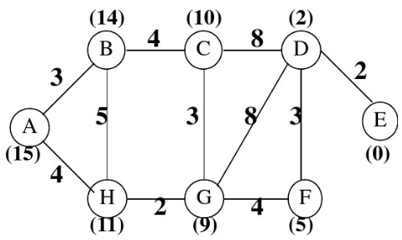 (14) (10) (2)
B 4 C 8 D
3 2
A 5 3 8 3 E
(15) (0)
4
H 2 G 4 F
(11) (9) (5)